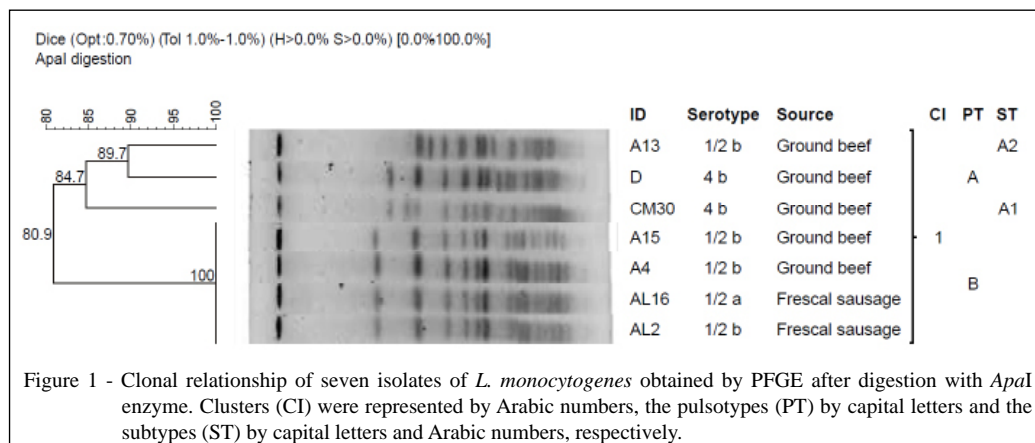 Dice (Opt:0.70%) (Tol 1.0%-1.0%) (H>0.0% S>0.0%) [0.0%100.0%]
ApaI digestion
80 85 90 95 100
ID Serotype Source CI PT ST
A13 1/2 b Ground beef A2
D 4 b Ground beef A
CM30 4 b Ground beef A1
A15 1/2 b Ground beef 1
A4 1/2 b Ground beef
B
AL16 1/2 a Frescal sausage
AL2 1/2 b Frescal sausage
89.7
84.7
80.9
100
Figure 1 - Clonal relationship of seven isolates of L. monocytogenes obtained by PFGE after digestion with ApaI
enzyme. Clusters (CI) were represented by Arabic numbers, the pulsotypes (PT) by capital letters and the
subtypes (ST) by capital letters and Arabic numbers, respectively.